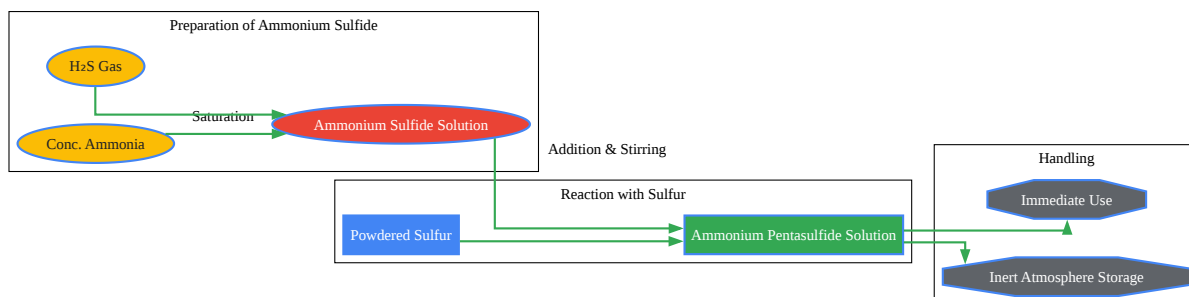 Preparation of Ammonium Sulfide
H₂S Gas
Saturation
Ammonium Sulfide Solution
Conc. Ammonia
Addition & Stirring
Reaction with Sulfur
Powdered Sulfur
Ammonium Pentasulfide Solution
Handling
Immediate Use
Inert Atmosphere Storage